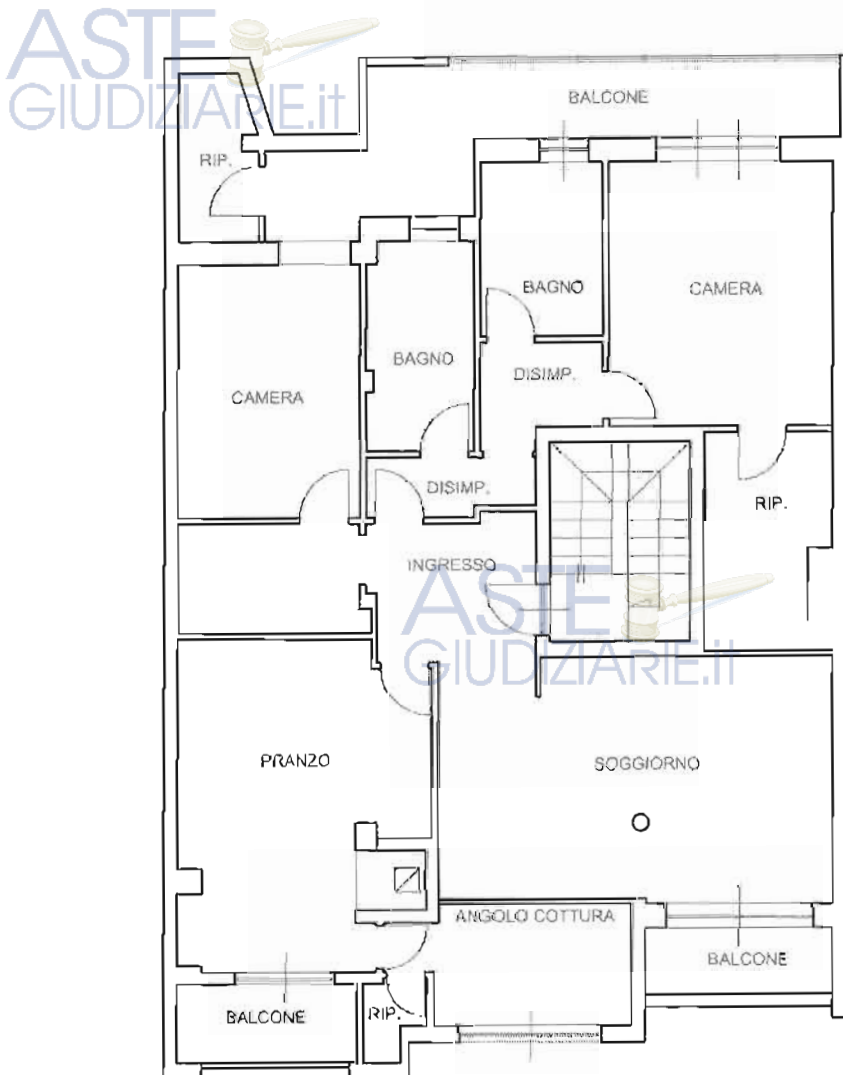 ASTE
GIUDIZIARIE.it
BALCONE
RIP.
BAGNO
CAMERA
BAGNO
DISIMP.
CAMERA
DISIMP.
RIP.
INGRESSO
ASTE
GIUDIZIARIE.it
PRANZO
SOGGIORNO
ANGOLO COTTURA
BALCONE
BALCONE
RIP.